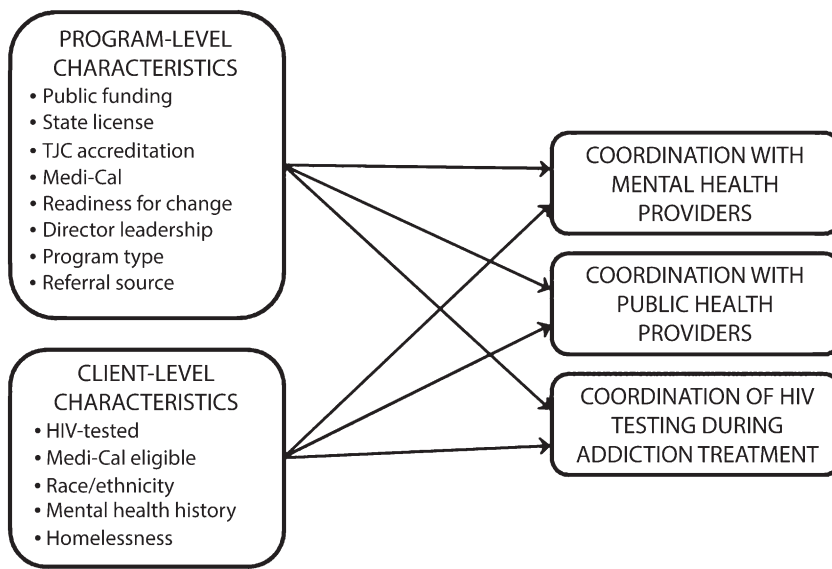 PROGRAM-LEVEL
CHARACTERISTICS
• Public funding
• State license
• TJC accreditation
• Medi-Cal
• Readiness for change
• Director leadership
• Program type
• Referral source
CLIENT-LEVEL
CHARACTERISTICS
• HIV-tested
• Medi-Cal eligible
• Race/ethnicity
• Mental health history
• Homelessness
COORDINATION WITH
MENTAL HEALTH
PROVIDERS
COORDINATION WITH
PUBLIC HEALTH
PROVIDERS
COORDINATION OF HIV
TESTING DURING
ADDICTION TREATMENT